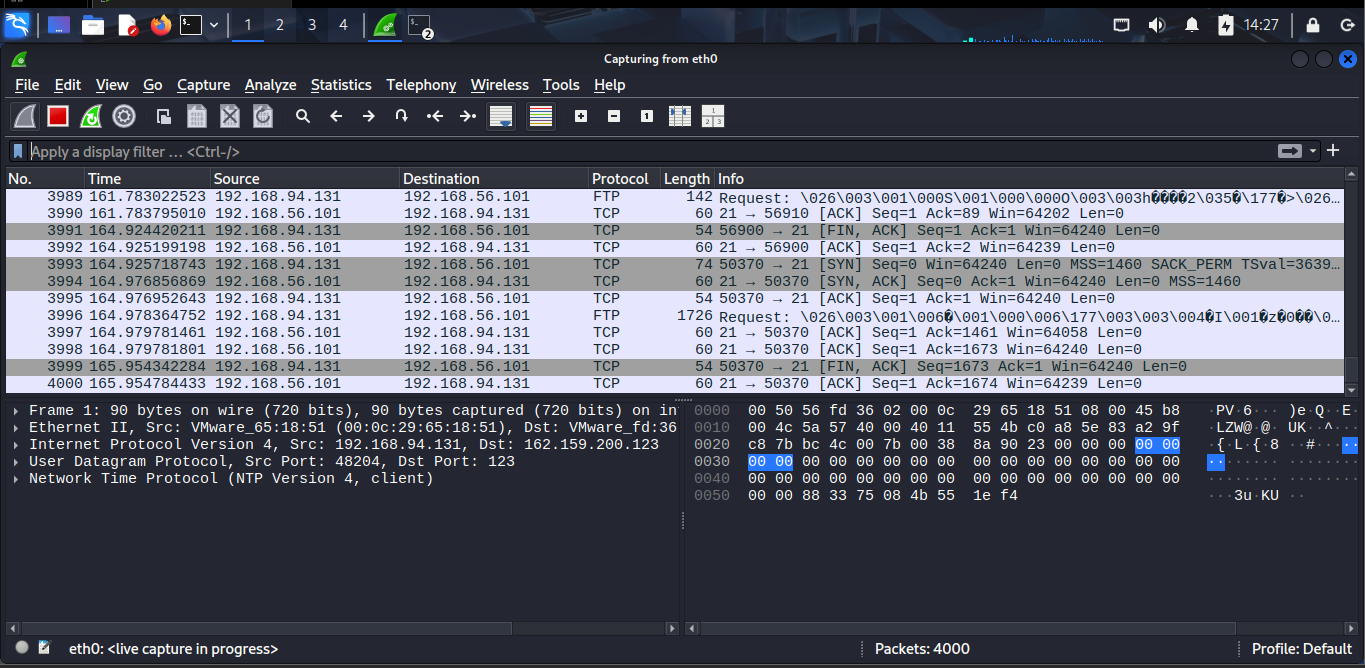 1 2 3 4 2 14:27
Capturing from eth0
File Edit View Go Capture Analyze Statistics Telephony Wireless Tools Help
Apply a display filter … <Ctrl-/>
No. Time Source Destination Protocol Length Info
3989 161.783022523 192.168.94.131 192.168.56.101 FTP 142 Request: \026\003\001\000S\001\000\000O\003\003h����2\035�\177�>\026…
3990 161.783795010 192.168.56.101 192.168.94.131 TCP 60 21 → 56910 [ACK] Seq=1 Ack=89 Win=64202 Len=0
3991 164.924420211 192.168.94.131 192.168.56.101 TCP 54 56900 → 21 [FIN, ACK] Seq=1 Ack=1 Win=64240 Len=0
3992 164.925199198 192.168.56.101 192.168.94.131 TCP 60 21 → 56900 [ACK] Seq=1 Ack=2 Win=64239 Len=0
3993 164.925718743 192.168.94.131 192.168.56.101 TCP 74 50370 → 21 [SYN] Seq=0 Win=64240 Len=0 MSS=1460 SACK_PERM TSval=3639…
3994 164.976856869 192.168.56.101 192.168.94.131 TCP 60 21 → 50370 [SYN, ACK] Seq=0 Ack=1 Win=64240 Len=0 MSS=1460
3995 164.976952643 192.168.94.131 192.168.56.101 TCP 54 50370 → 21 [ACK] Seq=1 Ack=1 Win=64240 Len=0
3996 164.978364752 192.168.94.131 192.168.56.101 FTP 1726 Request: \026\003\001\006�\001\000\006\177\003\003\004�I\001�z�0��\0…
3997 164.979781461 192.168.56.101 192.168.94.131 TCP 60 21 → 50370 [ACK] Seq=1 Ack=1461 Win=64058 Len=0
3998 164.979781801 192.168.56.101 192.168.94.131 TCP 60 21 → 50370 [ACK] Seq=1 Ack=1673 Win=64240 Len=0
3999 165.954342284 192.168.94.131 192.168.56.101 TCP 54 50370 → 21 [FIN, ACK] Seq=1673 Ack=1 Win=64240 Len=0
4000 165.954784433 192.168.56.101 192.168.94.131 TCP 60 21 → 50370 [ACK] Seq=1 Ack=1674 Win=64239 Len=0
Frame 1: 90 bytes on wire (720 bits), 90 bytes captured (720 bits) on in
Ethernet II, Src: VMware_65:18:51 (00:0c:29:65:18:51), Dst: VMware_fd:36
Internet Protocol Version 4, Src: 192.168.94.131, Dst: 162.159.200.123
User Datagram Protocol, Src Port: 48204, Dst Port: 123
Network Time Protocol (NTP Version 4, client)
0000 00 50 56 fd 36 02 00 0c 29 65 18 51 08 00 45 b8 ·PV·6··· )e·Q··E·
0010 00 4c 5a 57 40 00 40 11 55 4b c0 a8 5e 83 a2 9f ·LZW@·@· UK··^···
0020 c8 7b bc 4c 00 7b 00 38 8a 90 23 00 00 00 00 00 ·{·L·{·8 ··#·····
0030 00 00 00 00 00 00 00 00 00 00 00 00 00 00 00 00 ········ ········
0040 00 00 00 00 00 00 00 00 00 00 00 00 00 00 00 00 ········ ········
0050 00 00 88 33 75 08 4b 55 1e f4 ···3u·KU ··
eth0: <live capture in progress> Packets: 4000 Profile: Default